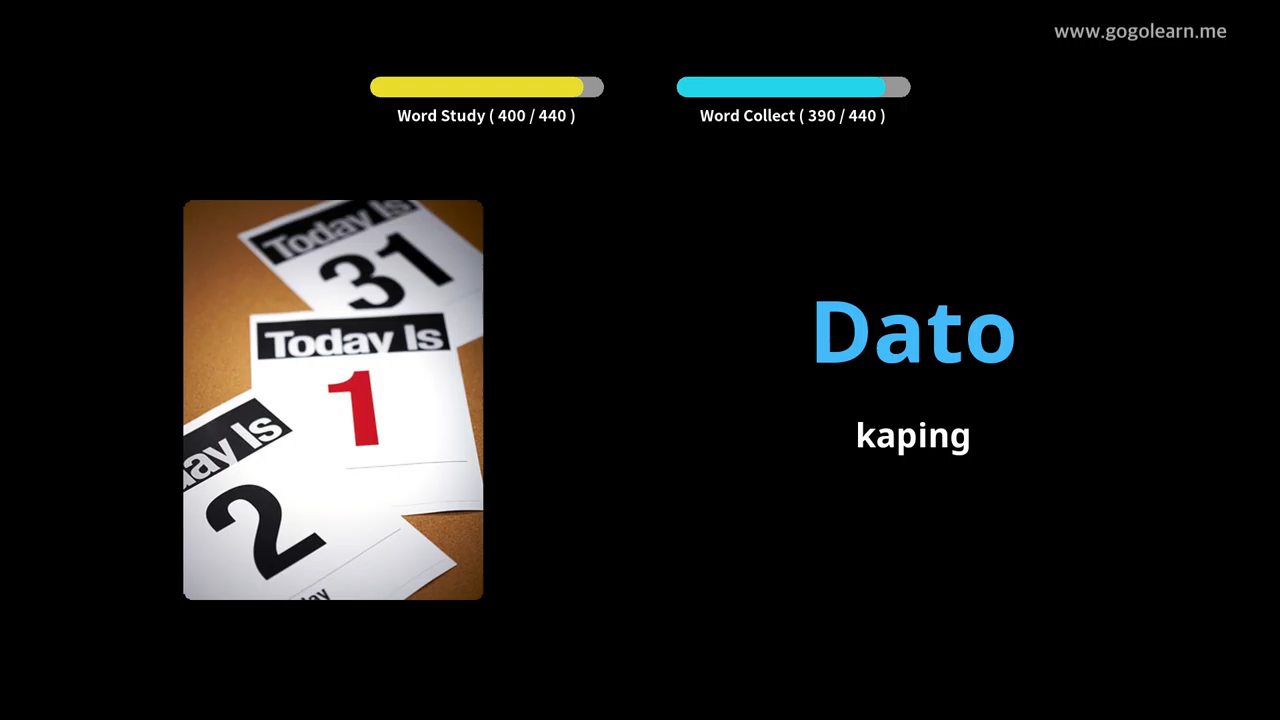 www.gogolearn.me
Word Study ( 400 / 440 )
Word Collect ( 390 / 440 )
Today Is
31
Today Is
1
ay Is
2
Dato
kaping